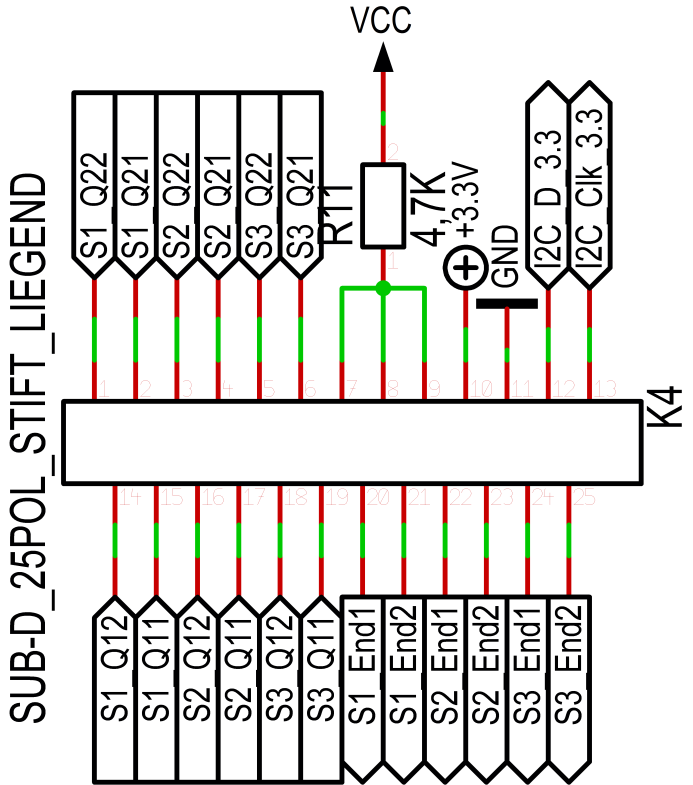 VCC
S1_Q22
S1_Q21
S2_Q22
S2_Q21
S3_Q22
S3_Q21
R11
4,7K
2
1
+3.3V
GND
I2C_D_3.3
I2C_Clk_3.3
1 2 3 4 5 6 7 8 9 10 11 12 13
K4
SUB-D_25POL_STIFT_LIEGEND
14 15 16 17 18 19 20 21 22 23 24 25
S1_Q12
S1_Q11
S2_Q12
S2_Q11
S3_Q12
S3_Q11
S1_End1
S1_End2
S2_End1
S2_End2
S3_End1
S3_End2